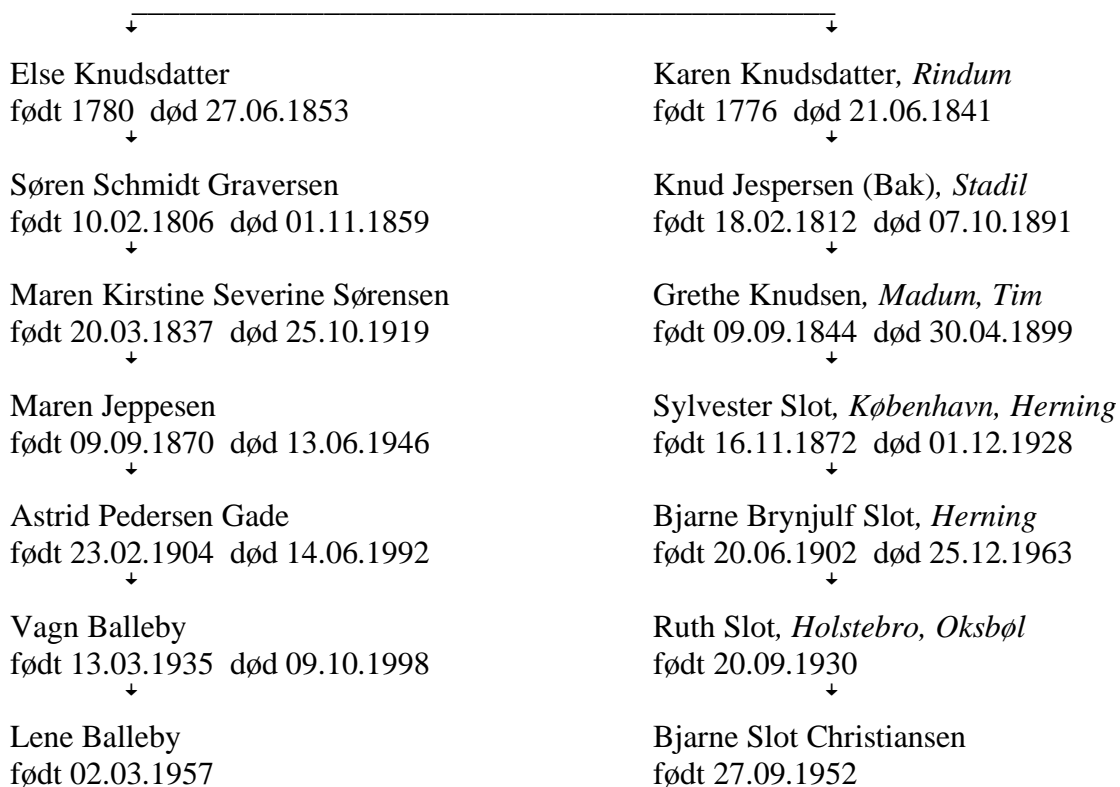 Else Knudsdatter
født 1780 død 27.06.1853
Søren Schmidt Graversen
født 10.02.1806 død 01.11.1859
Maren Kirstine Severine Sørensen
født 20.03.1837 død 25.10.1919
Maren Jeppesen
født 09.09.1870 død 13.06.1946
Astrid Pedersen Gade
født 23.02.1904 død 14.06.1992
Vagn Balleby
født 13.03.1935 død 09.10.1998
Lene Balleby
født 02.03.1957
Karen Knudsdatter, Rindum
født 1776 død 21.06.1841
Knud Jespersen (Bak), Stadil
født 18.02.1812 død 07.10.1891
Grethe Knudsen, Madum, Tim
født 09.09.1844 død 30.04.1899
Sylvester Slot, København, Herning
født 16.11.1872 død 01.12.1928
Bjarne Brynjulf Slot, Herning
født 20.06.1902 død 25.12.1963
Ruth Slot, Holstebro, Oksbøl
født 20.09.1930
Bjarne Slot Christiansen
født 27.09.1952